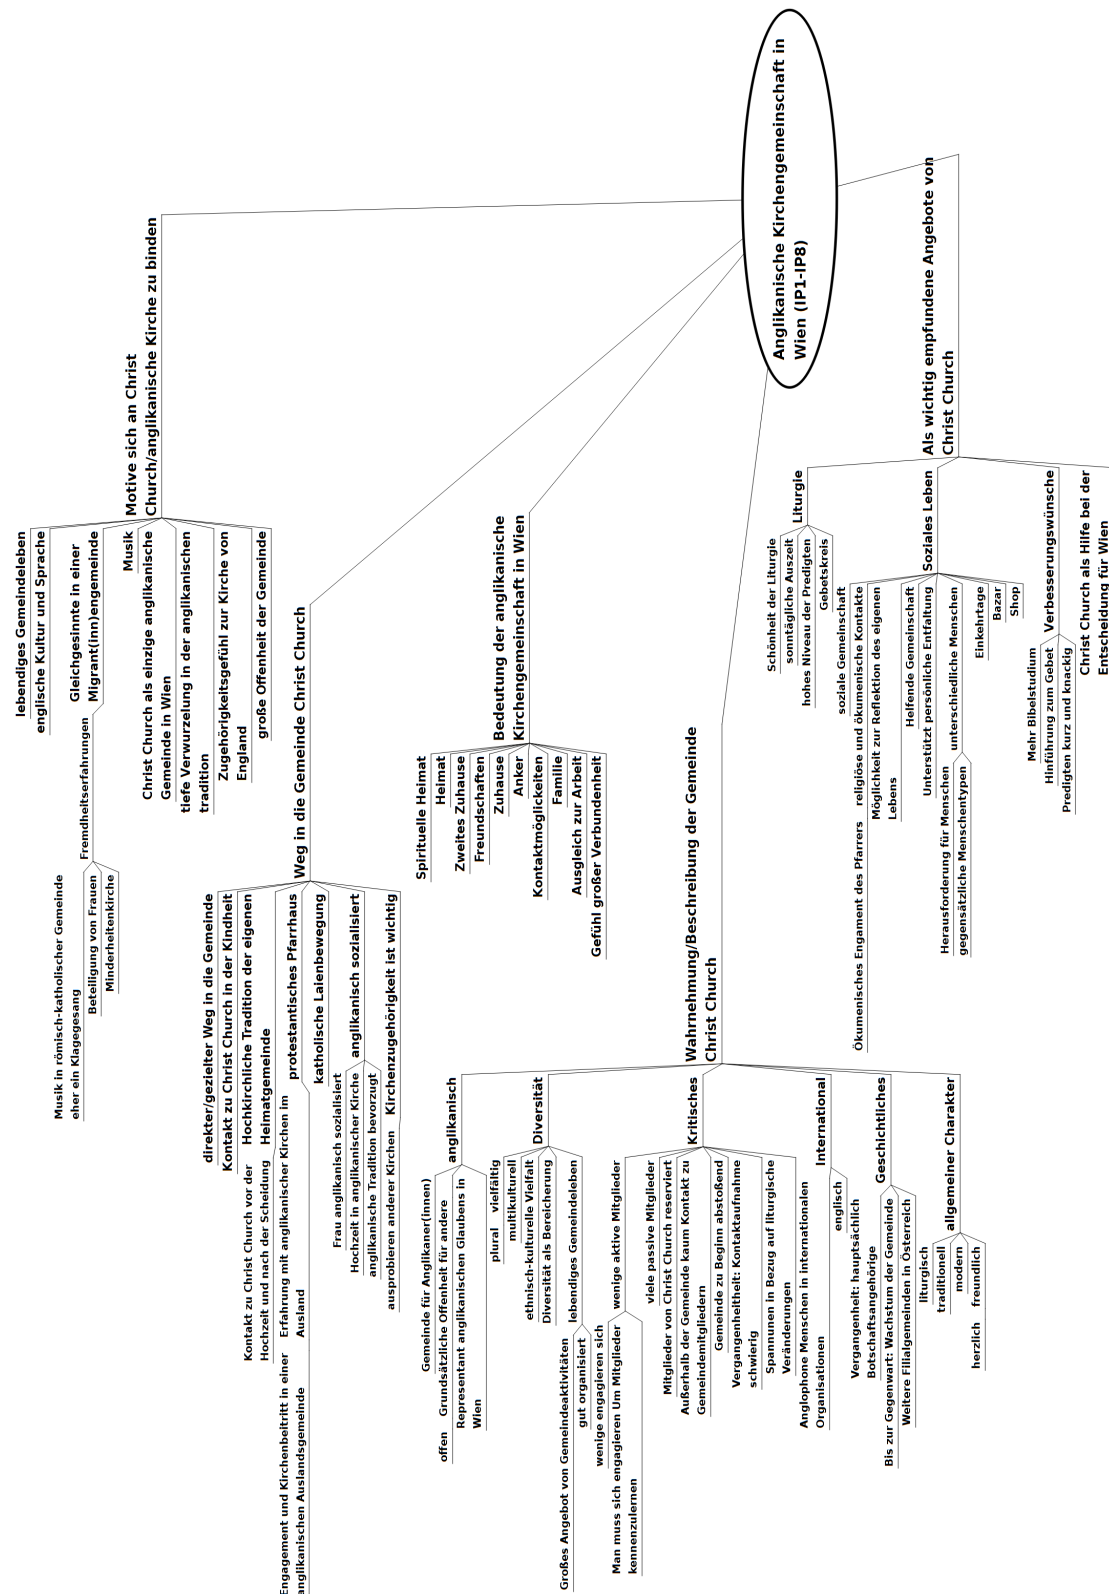 Anglikanische Kirchengemeinschaft in
Wien (IP1-IP8)
Motive sich an Christ
Church/anglikanische Kirche zu binden
lebendiges Gemeindeleben
englische Kultur und Sprache
Gleichgesinnte in einer
Migrant(inn)engemeinde
Fremdheitserfahrungen
Musik in römisch-katholischer Gemeinde
eher ein Klagegesang
Beteiligung von Frauen
Minderheitenkirche
Musik
Christ Church als einzige anglikanische
Gemeinde in Wien
tiefe Verwurzelung in der anglikanischen
tradition
Zugehörigkeitsgefühl zur Kirche von
England
große Offenheit der Gemeinde
Weg in die Gemeinde Christ Church
direkter/gezielter Weg in die Gemeinde
Kontakt zu Christ Church in der Kindheit
Hochkirchliche Tradition der eigenen
Heimatgemeinde
Kontakt zu Christ Church vor der
Hochzeit und nach der Scheidung
protestantisches Pfarrhaus
Erfahrung mit anglikanischer Kirchen im
Ausland
Engagement und Kirchenbeitritt in einer
anglikanischen Auslandsgemeinde
katholische Laienbewegung
anglikanisch sozialisiert
Frau anglikanisch sozialisiert
Hochzeit in anglikanischer Kirche
anglikanische Tradition bevorzugt
Kirchenzugehörigkeit ist wichtig
ausprobieren anderer Kirchen
Bedeutung der anglikanische
Kirchengemeinschaft in Wien
Spirituelle Heimat
Heimat
Zweites Zuhause
Freundschaften
Zuhause
Anker
Kontaktmöglickeiten
Familie
Ausgleich zur Arbeit
Gefühl großer Verbundenheit
Wahrnehmung/Beschreibung der Gemeinde
Christ Church
anglikanisch
Gemeinde für Anglikaner(innen)
Grundsätzliche Offenheit für andere
offen
Representant anglikanischen Glaubens in
Wien
Diversität
vielfältig
plural
multikulturell
ethnisch-kulturelle Vielfalt
Diversität als Bereicherung
lebendiges Gemeindeleben
Großes Angebot von Gemeindeaktivitäten
gut organisiert
Kritisches
wenige aktive Mitglieder
wenige engagieren sich
Man muss sich engagieren Um Mitglieder
kennenzulernen
viele passive Mitglieder
Mitglieder von Christ Church reserviert
Außerhalb der Gemeinde kaum Kontakt zu
Gemeindemitgliedern
Gemeinde zu Beginn abstoßend
Vergangenheitheit: Kontaktaufnahme
schwierig
Spannunen in Bezug auf liturgische
Veränderungen
International
Anglophone Menschen in internationalen
Organisationen
englisch
Geschichtliches
Vergangenheit: hauptsächlich
Botschaftsangehörige
Bis zur Gegenwart: Wachstum der Gemeinde
Weitere Filialgemeinden in Österreich
allgemeiner Charakter
liturgisch
traditionell
modern
freundlich
herzlich
Als wichtig empfundene Angebote von
Christ Church
Liturgie
Schönheit der Liturgie
sonntägliche Auszeit
hohes Niveau der Predigten
Gebetskreis
Soziales Leben
soziale Gemeinschaft
religiöse und ökumenische Kontakte
Ökumenisches Engament des Pfarrers
Möglichkeit zur Reflektion des eigenen
Lebens
Helfende Gemeinschaft
Unterstützt persönliche Entfaltung
unterschiedliche Menschen
Herausforderung für Menschen
gegensätzliche Menschentypen
Einkehrtage
Bazar
Shop
Verbesserungswünsche
Mehr Bibelstudium
Hinführung zum Gebet
Predigten kurz und knackig
Christ Church als Hilfe bei der
Entscheidung für Wien